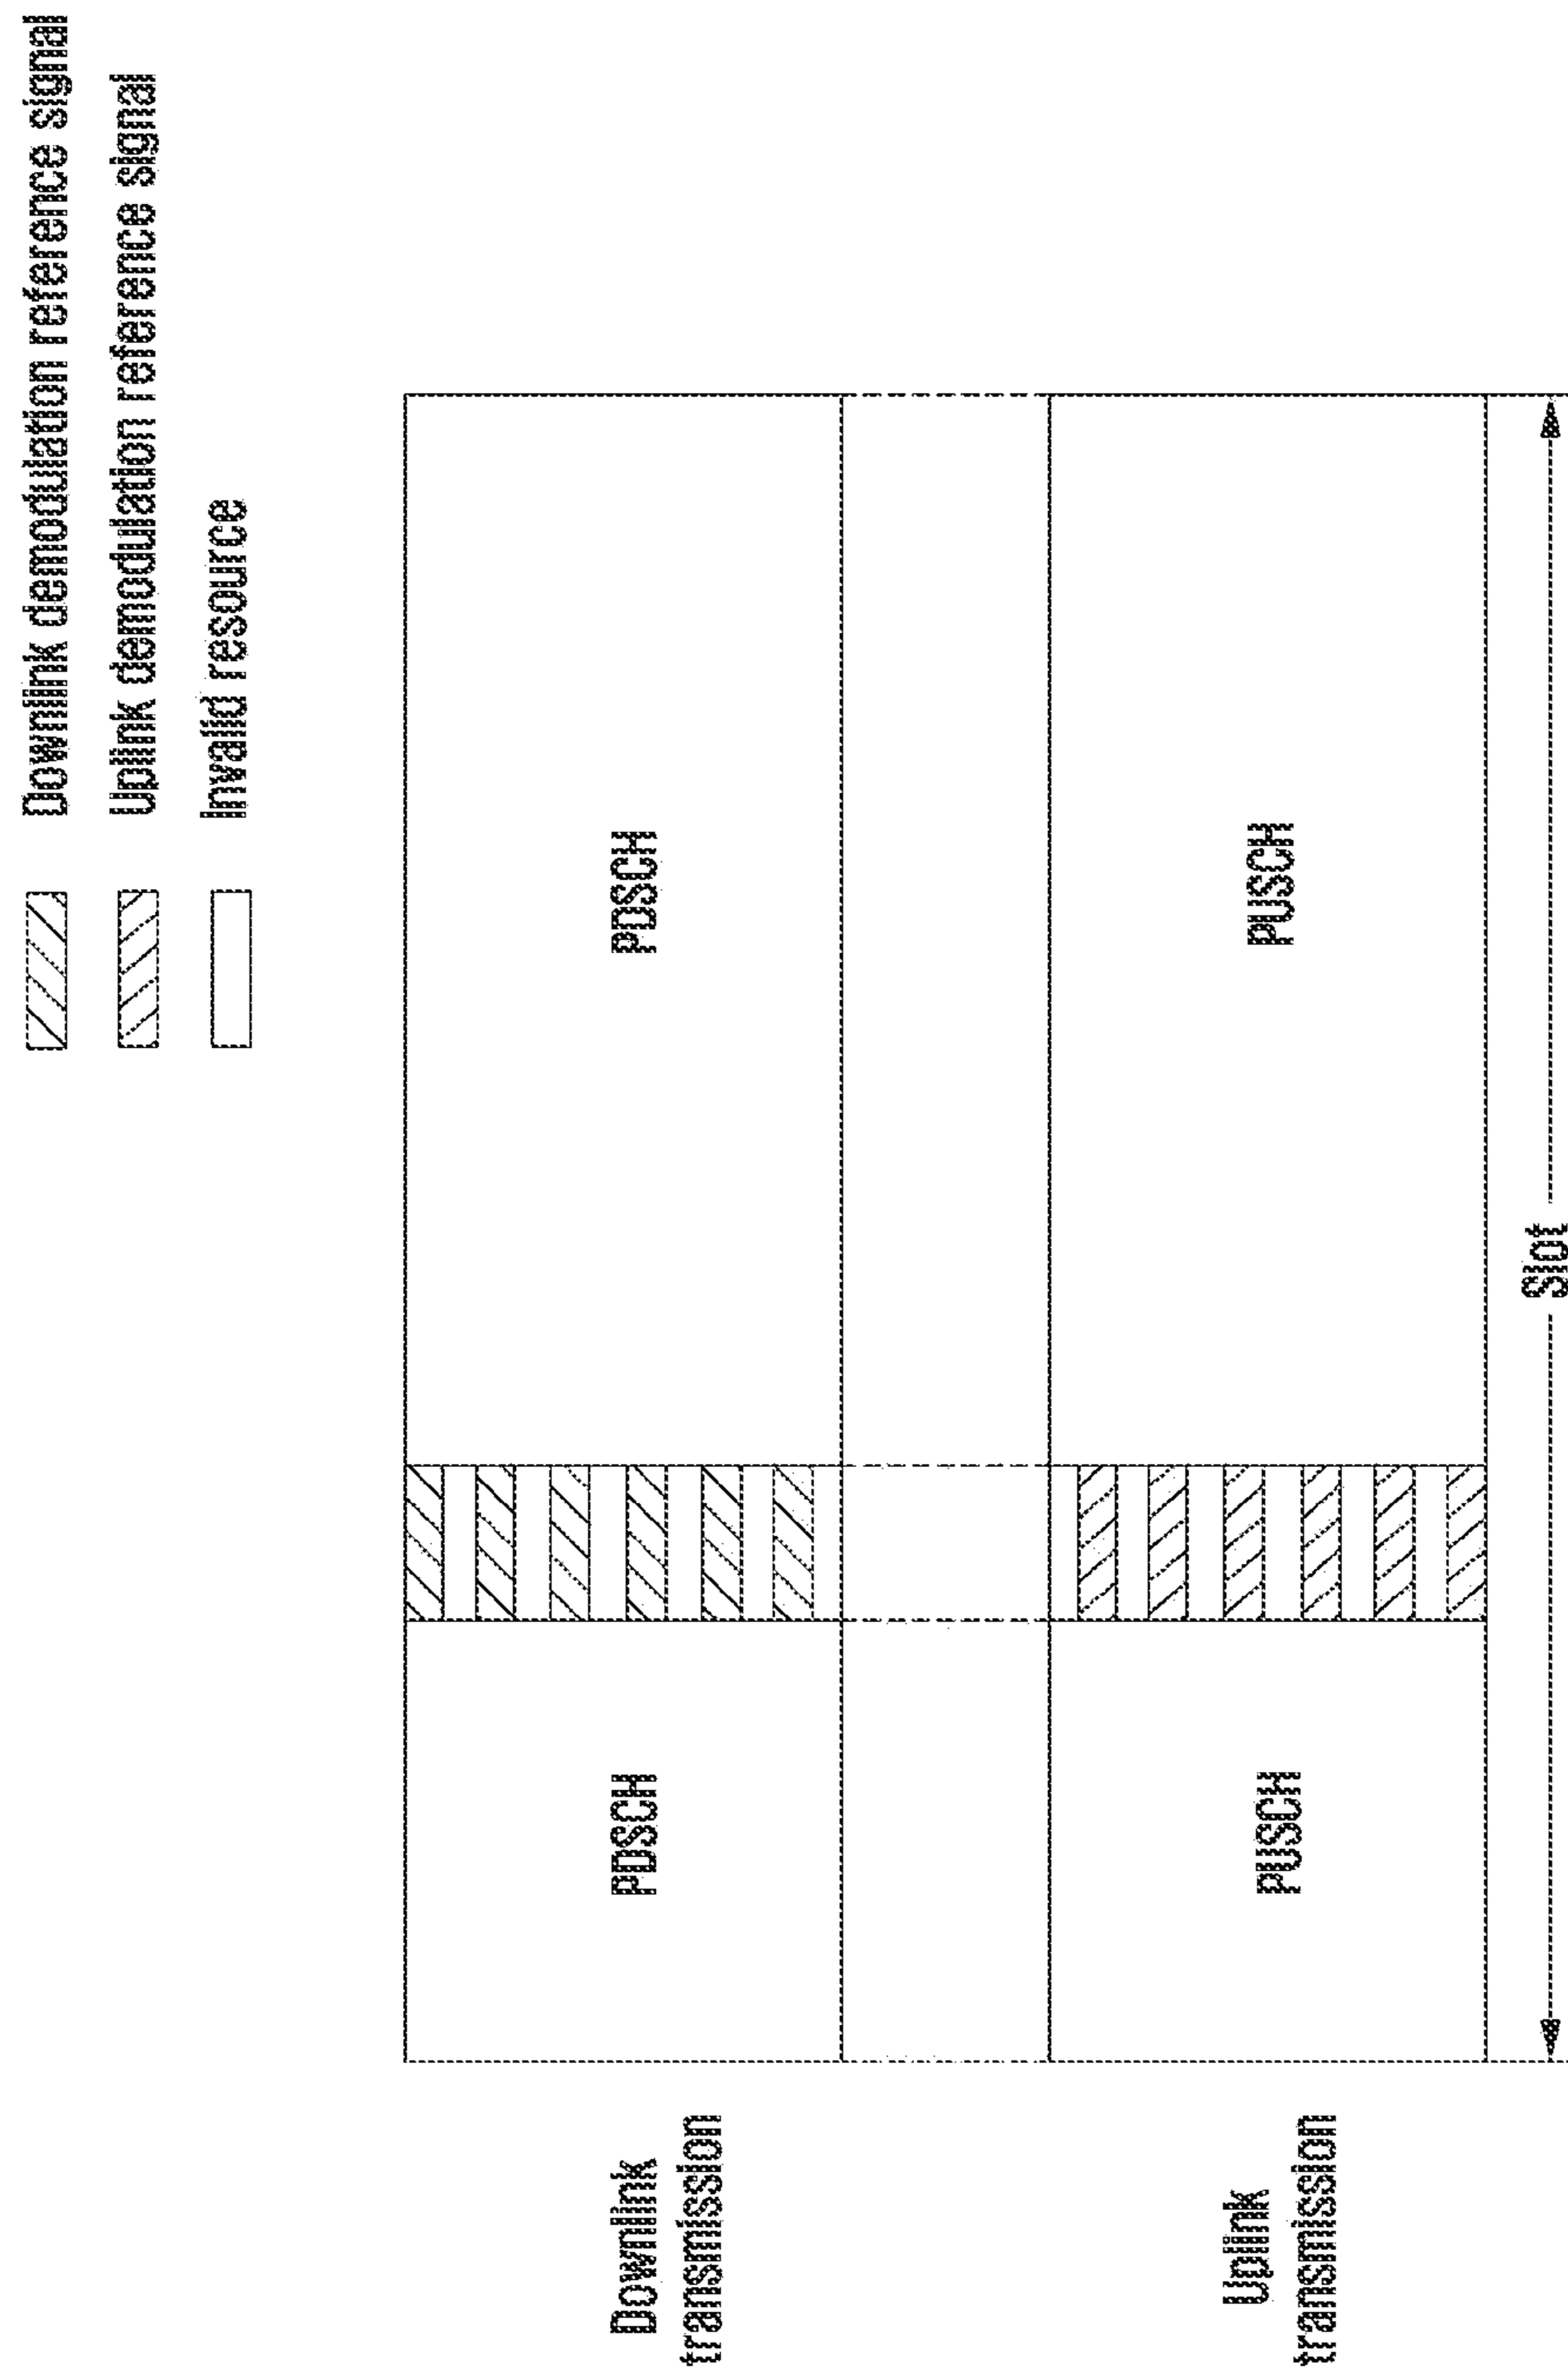 Downlink demodulation reference signal
Uplink demodulation reference signal
Invalid resource
Downlink
transmission
PDSCH
PDSCH
Uplink
transmission
PUSCH
PUSCH
Slot